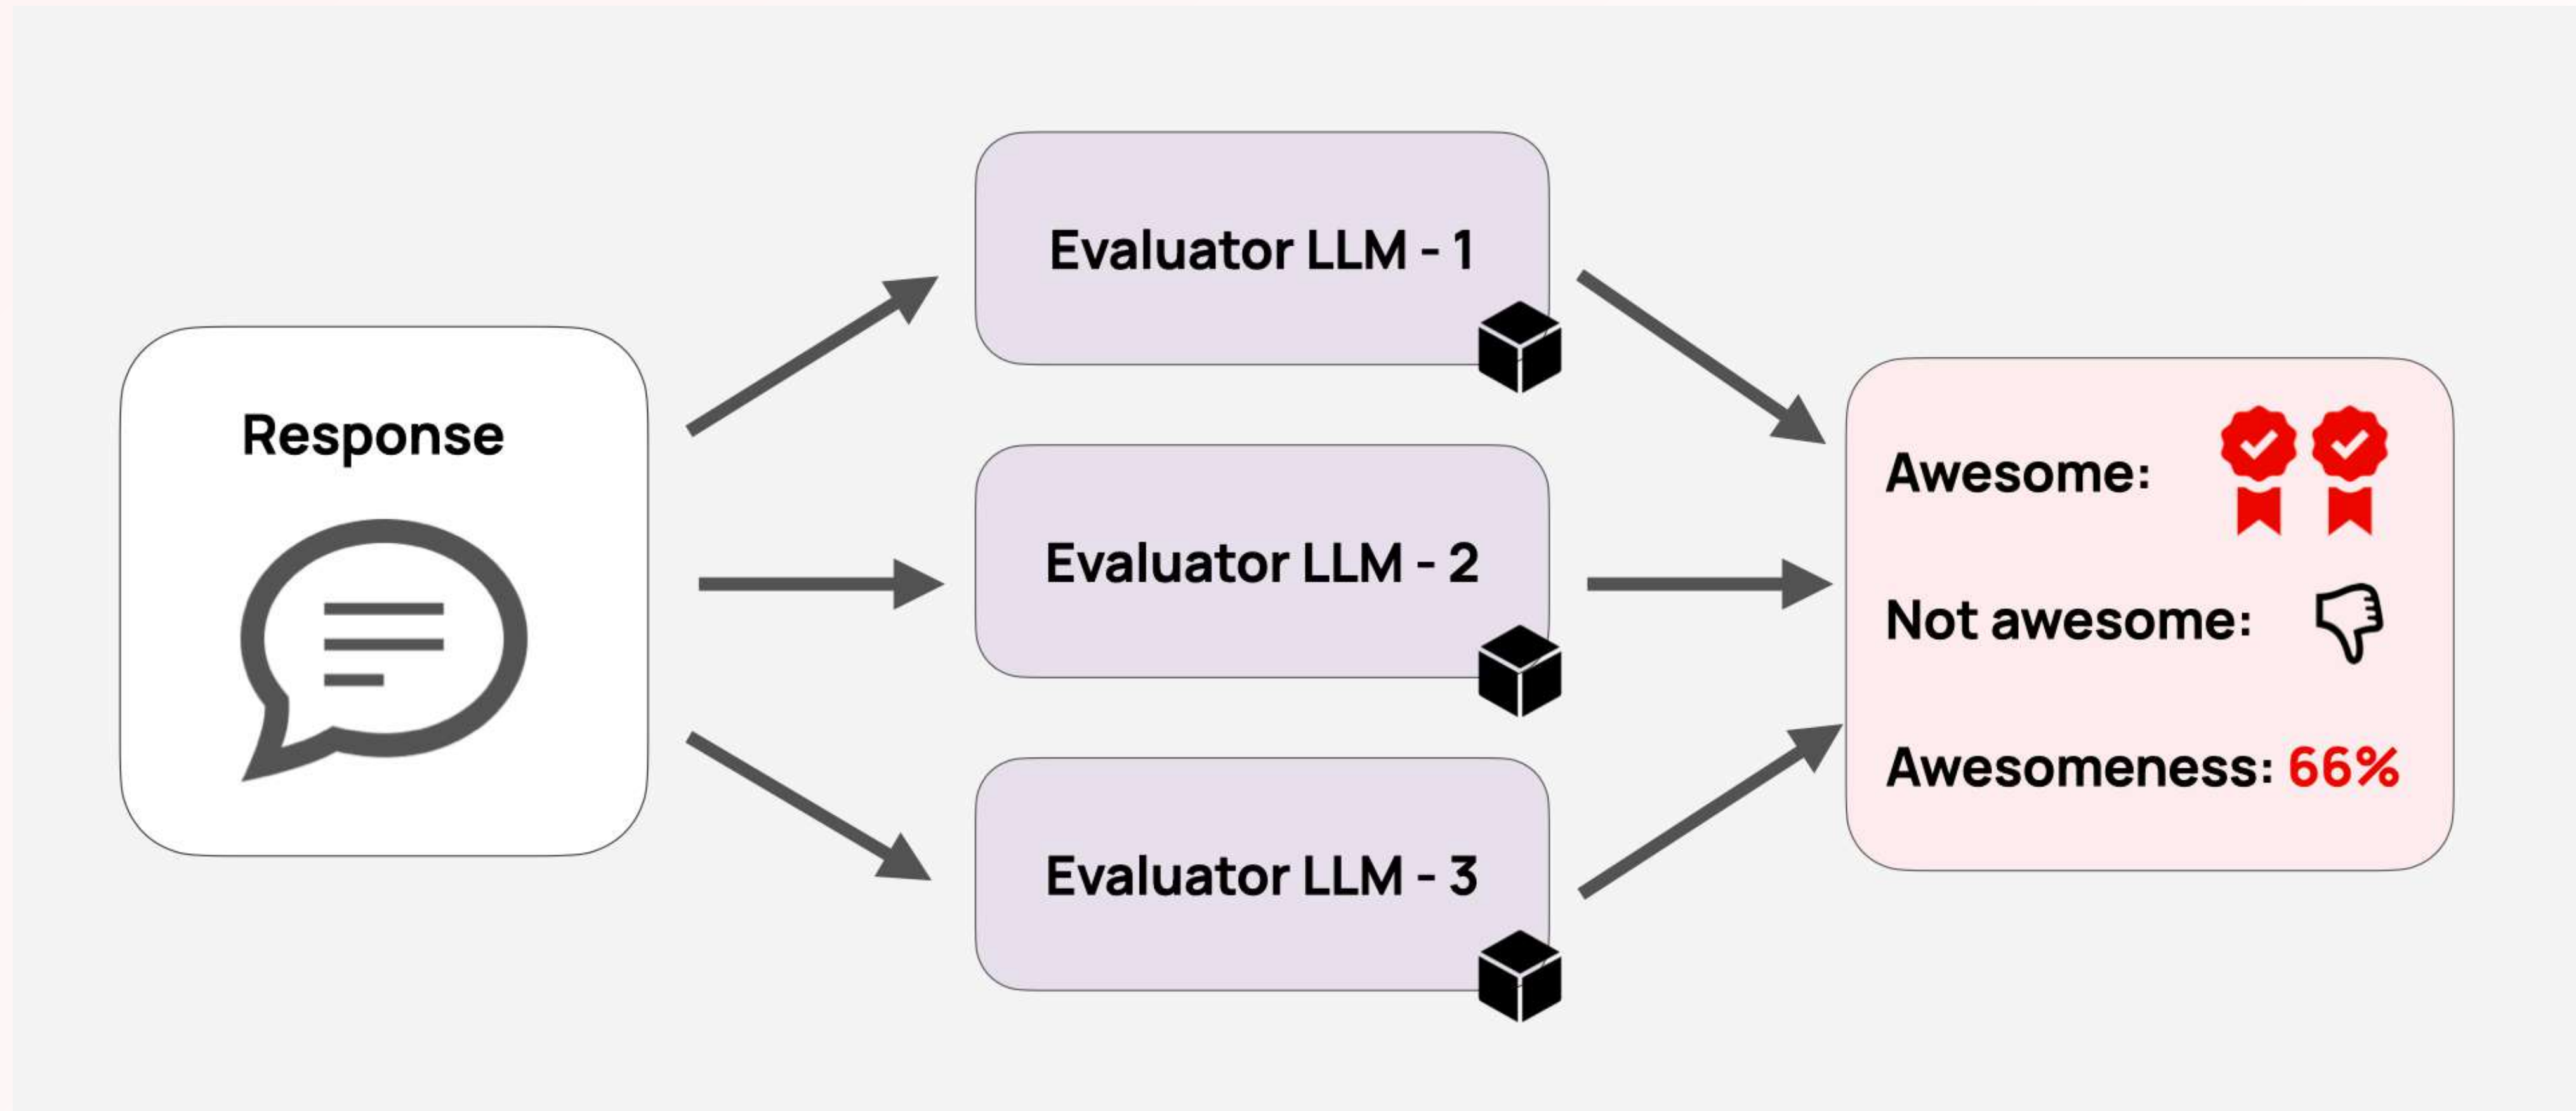 Response
Evaluator LLM - 1
Evaluator LLM - 2
Evaluator LLM - 3
Awesome:
Not awesome:
Awesomeness: 66%